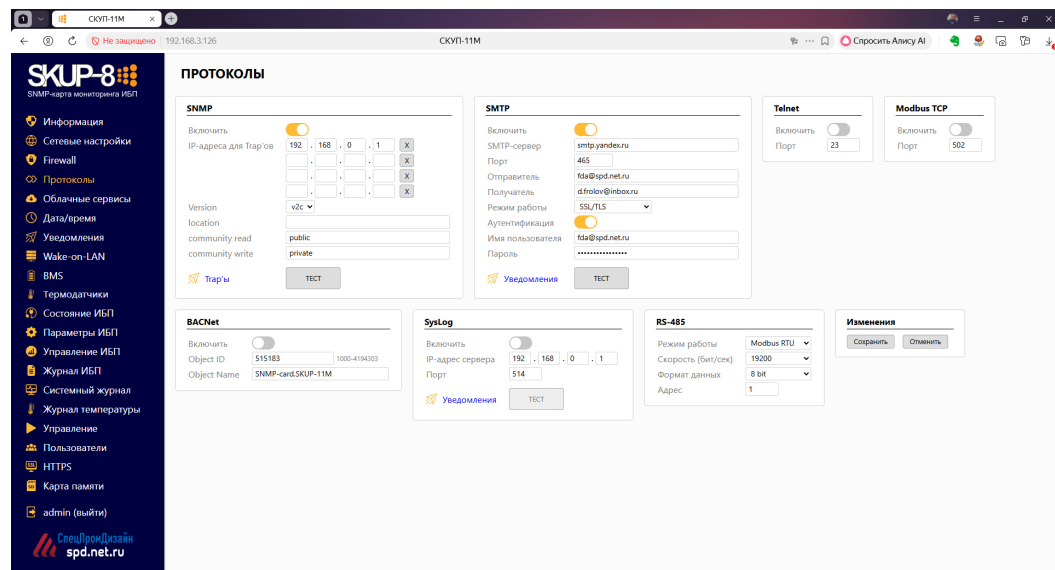 1
СКУП-11М
Не защищено
192.168.3.126
СКУП-11М
Спросить Алису AI
SKUP-8
SNMP-карта мониторинга ИБП
Информация
Сетевые настройки
Firewall
Протоколы
Облачные сервисы
Дата/время
Уведомления
Wake-on-LAN
BMS
Термодатчики
Состояние ИБП
Параметры ИБП
Управление ИБП
Журнал ИБП
Системный журнал
Журнал температуры
Управление
Пользователи
HTTPS
Карта памяти
admin (выйти)
СпецПромДизайн
spd.net.ru
ПРОТОКОЛЫ
SNMP
Включить
IP-адреса для Trap'ов 192 . 168 . 0 . 1 X
. . . X
. . . X
. . . X
Version v2c
location
community read public
community write private
Trap'ы ТЕСТ
SMTP
Включить
SMTP-сервер smtp.yandex.ru
Порт 465
Отправитель fda@spd.net.ru
Получатель d.frolov@inbox.ru
Режим работы SSL/TLS
Аутентификация
Имя пользователя fda@spd.net.ru
Пароль ••••••••••••••••
Уведомления ТЕСТ
Telnet
Включить
Порт 23
Modbus TCP
Включить
Порт 502
BACNet
Включить
Object ID 515183 1000-4194303
Object Name SNMP-card.SKUP-11M
SysLog
Включить
IP-адрес сервера 192 . 168 . 0 . 1
Порт 514
Уведомления ТЕСТ
RS-485
Режим работы Modbus RTU
Скорость (бит/сек) 19200
Формат данных 8 bit
Адрес 1
Изменения
Сохранить Отменить